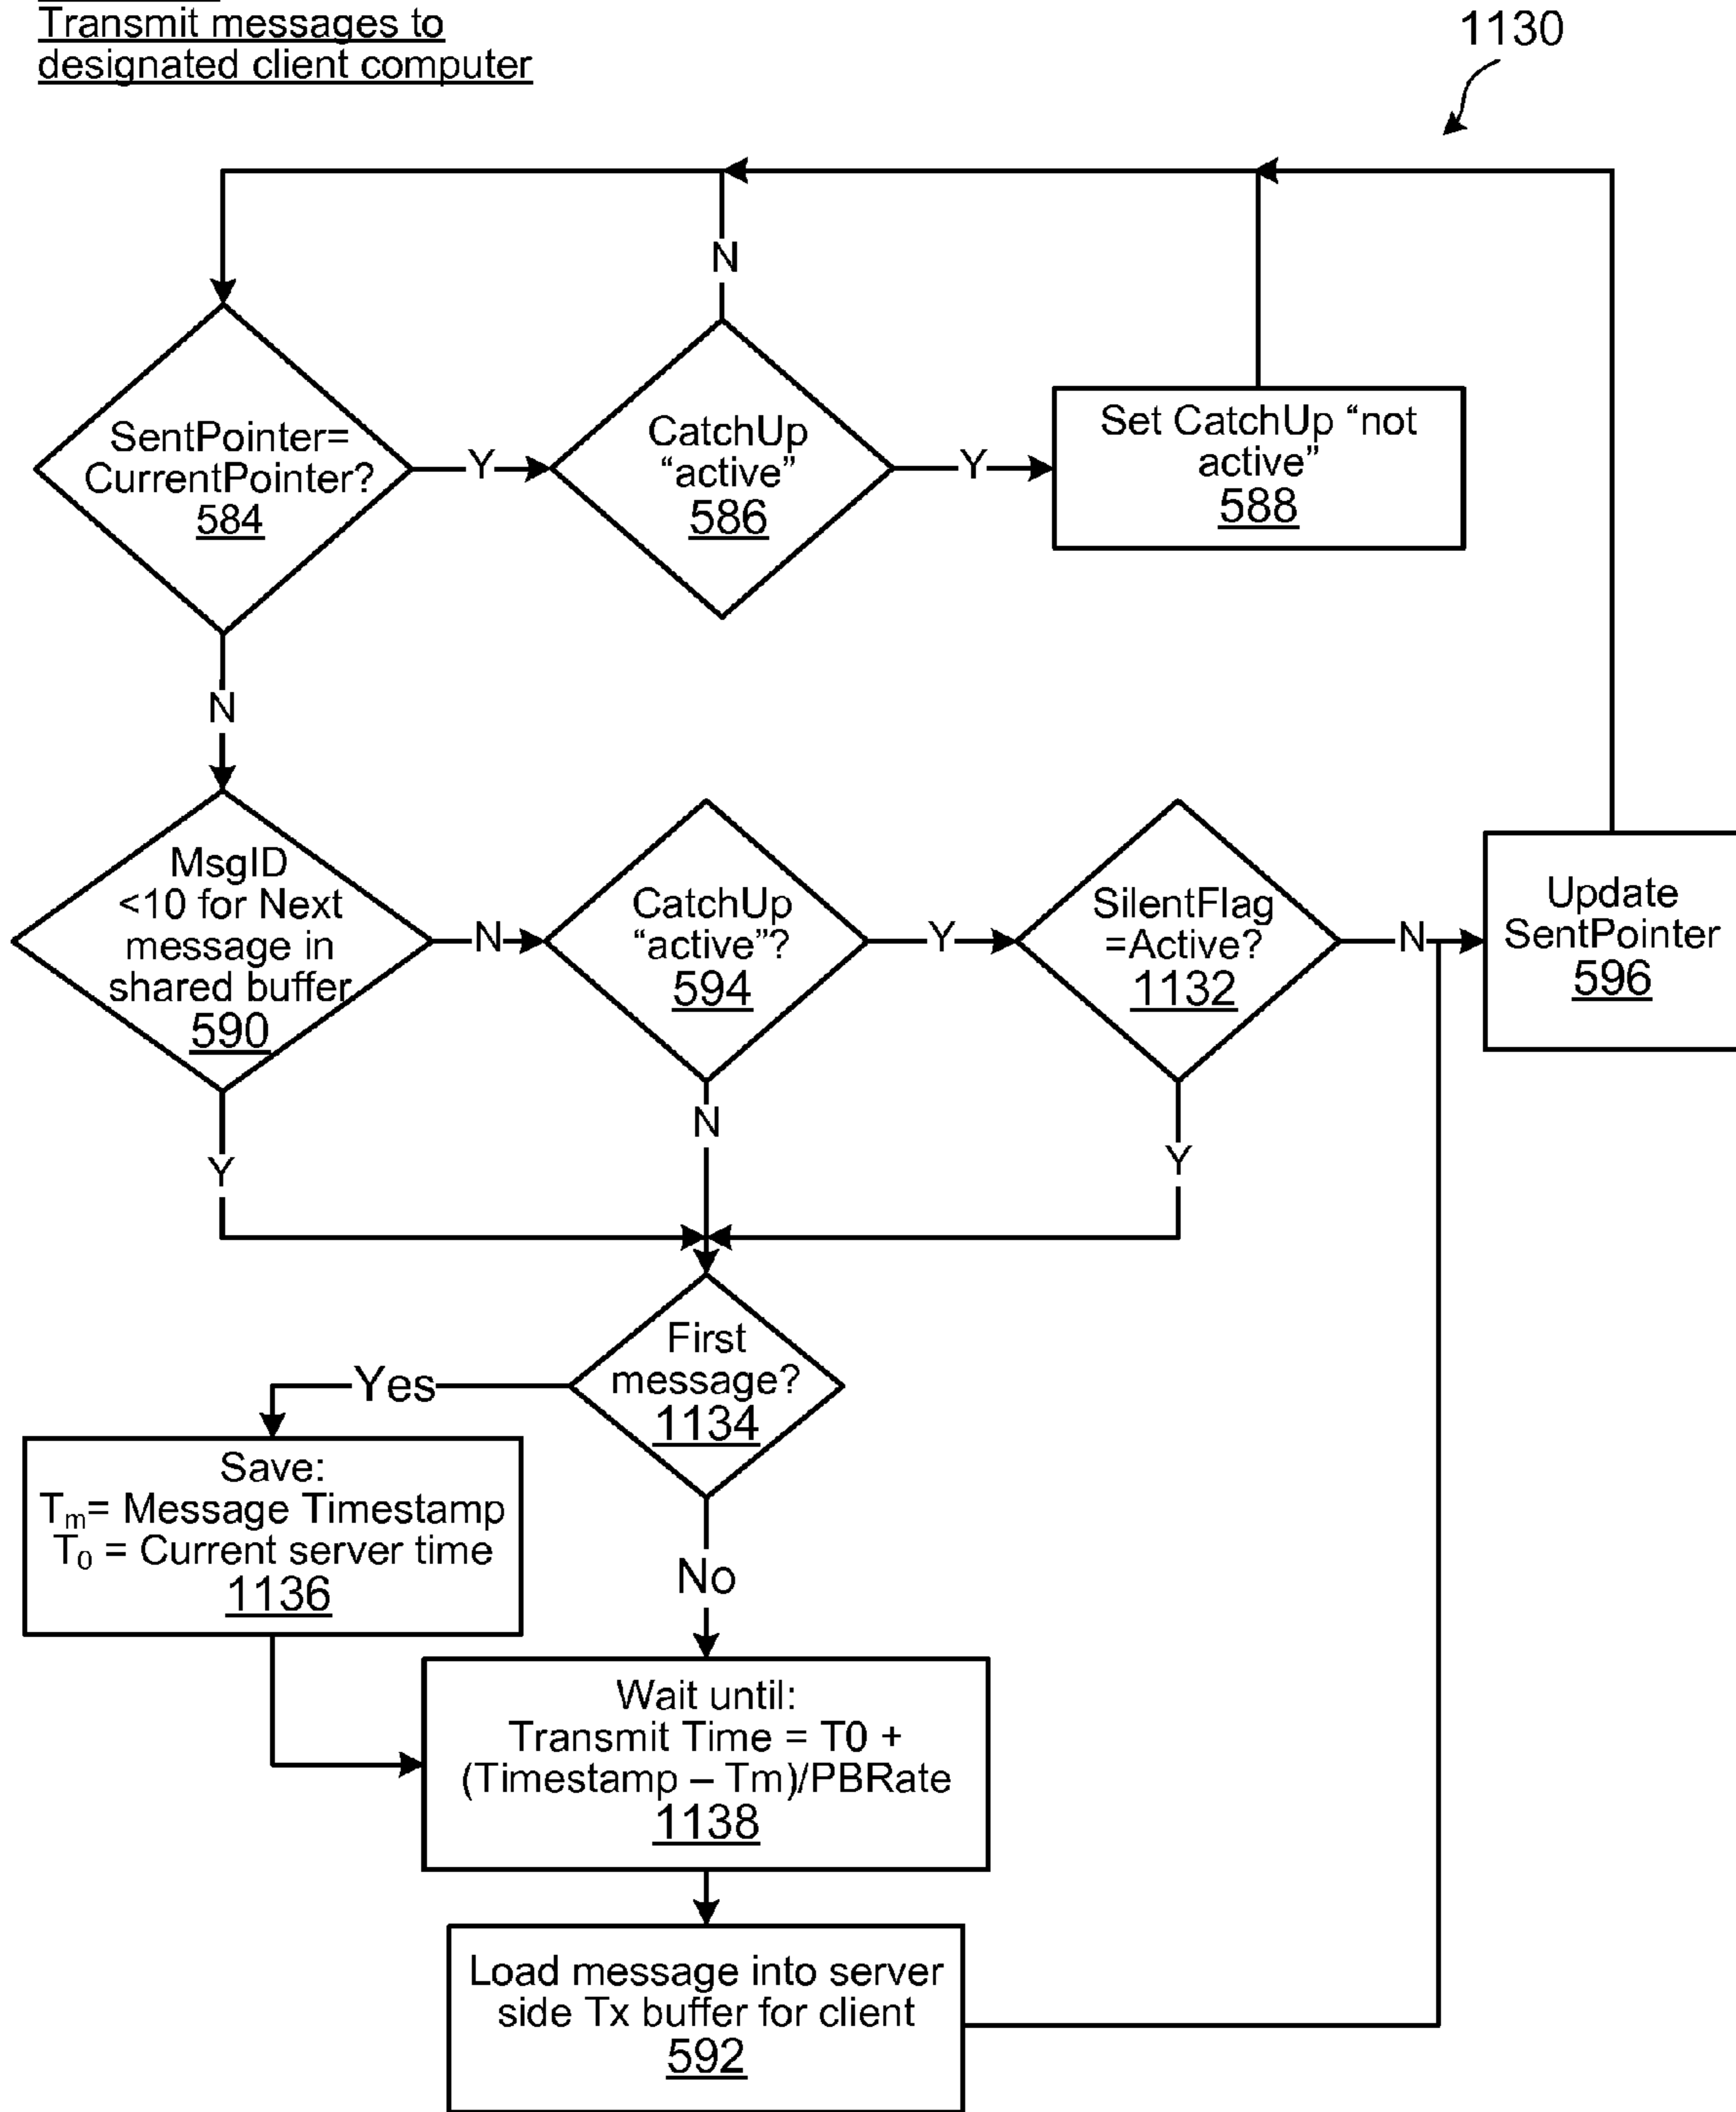 Transmit messages to
designated client computer
1130
N
SentPointer=
CurrentPointer?
584
Y
CatchUp
“active”
586
Y
Set CatchUp “not
active”
588
N
MsgID
<10 for Next
message in
shared buffer
590
N
CatchUp
“active”?
594
Y
SilentFlag
=Active?
1132
N
Update
SentPointer
596
Y
N
Y
First
message?
1134
Yes
Save:
Tm= Message Timestamp
T0 = Current server time
1136
No
Wait until:
Transmit Time = T0 +
(Timestamp – Tm)/PBRate
1138
Load message into server
side Tx buffer for client
592